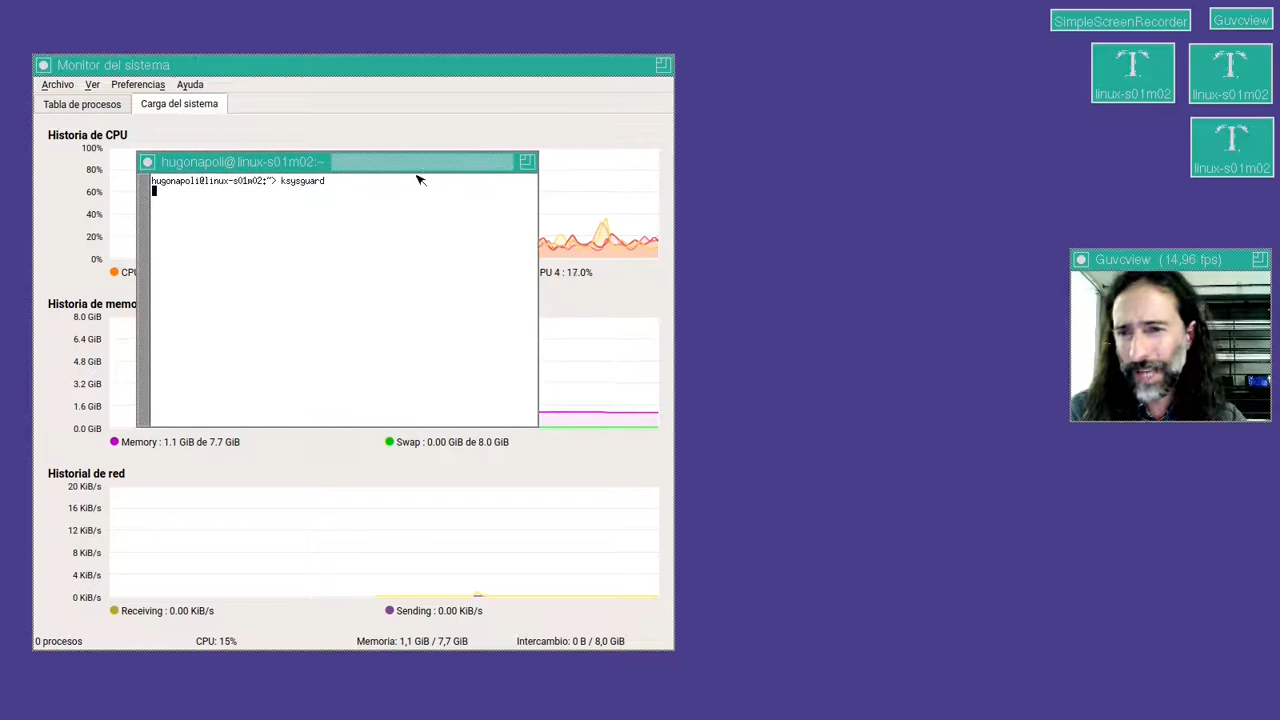 SimpleScreenRecorder
Guvcview
linux-s01m02
linux-s01m02
linux-s01m02
Monitor del sistema
Archivo Ver Preferencias Ayuda
Tabla de procesos Carga del sistema
Historia de CPU
100%
80%
60%
40%
20%
0%
CPU
PU 4 : 17.0%
hugonapoli@linux-s01m02:~
hugonapoli@linux-s01m02:~> ksysguard
Historia de memo
8.0 GiB
6.4 GiB
4.8 GiB
3.2 GiB
1.6 GiB
0.0 GiB
Memory : 1.1 GiB de 7.7 GiB
Swap : 0.00 GiB de 8.0 GiB
Historial de red
20 KiB/s
16 KiB/s
12 KiB/s
8 KiB/s
4 KiB/s
0 KiB/s
Receiving : 0.00 KiB/s
Sending : 0.00 KiB/s
0 procesos CPU: 15% Memoria: 1,1 GiB / 7,7 GiB Intercambio: 0 B / 8,0 GiB
Guvcview (14,96 fps)